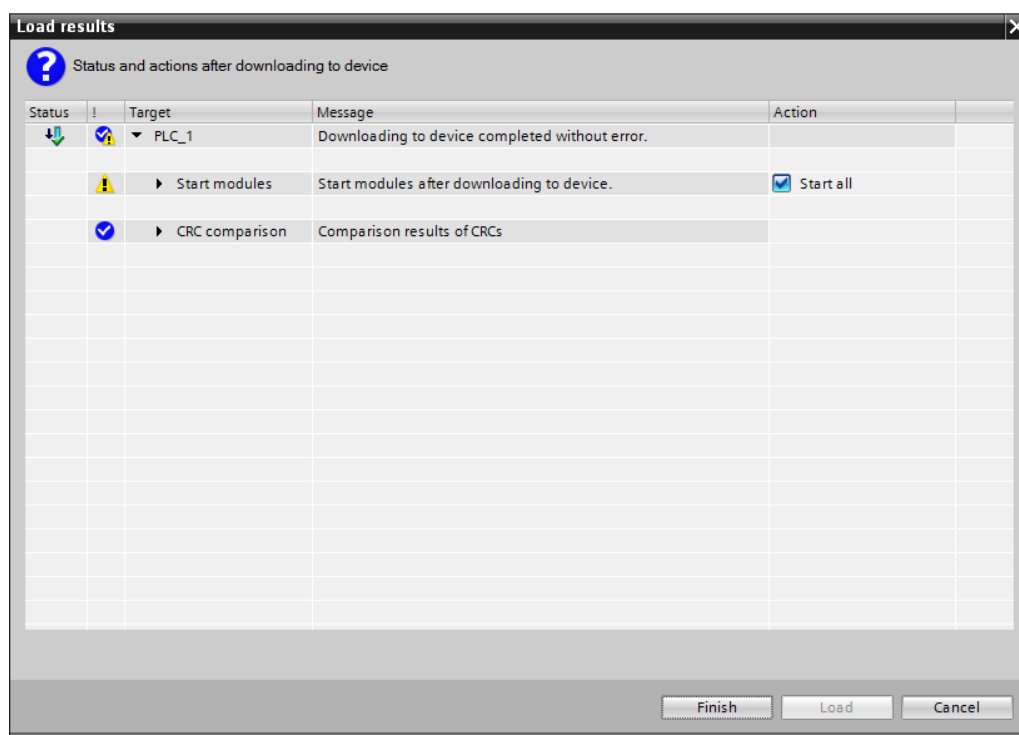 Load results
Status and actions after downloading to device
Status ! Target Message Action
PLC_1 Downloading to device completed without error.
Start modules Start modules after downloading to device. Start all
CRC comparison Comparison results of CRCs
Finish Load Cancel